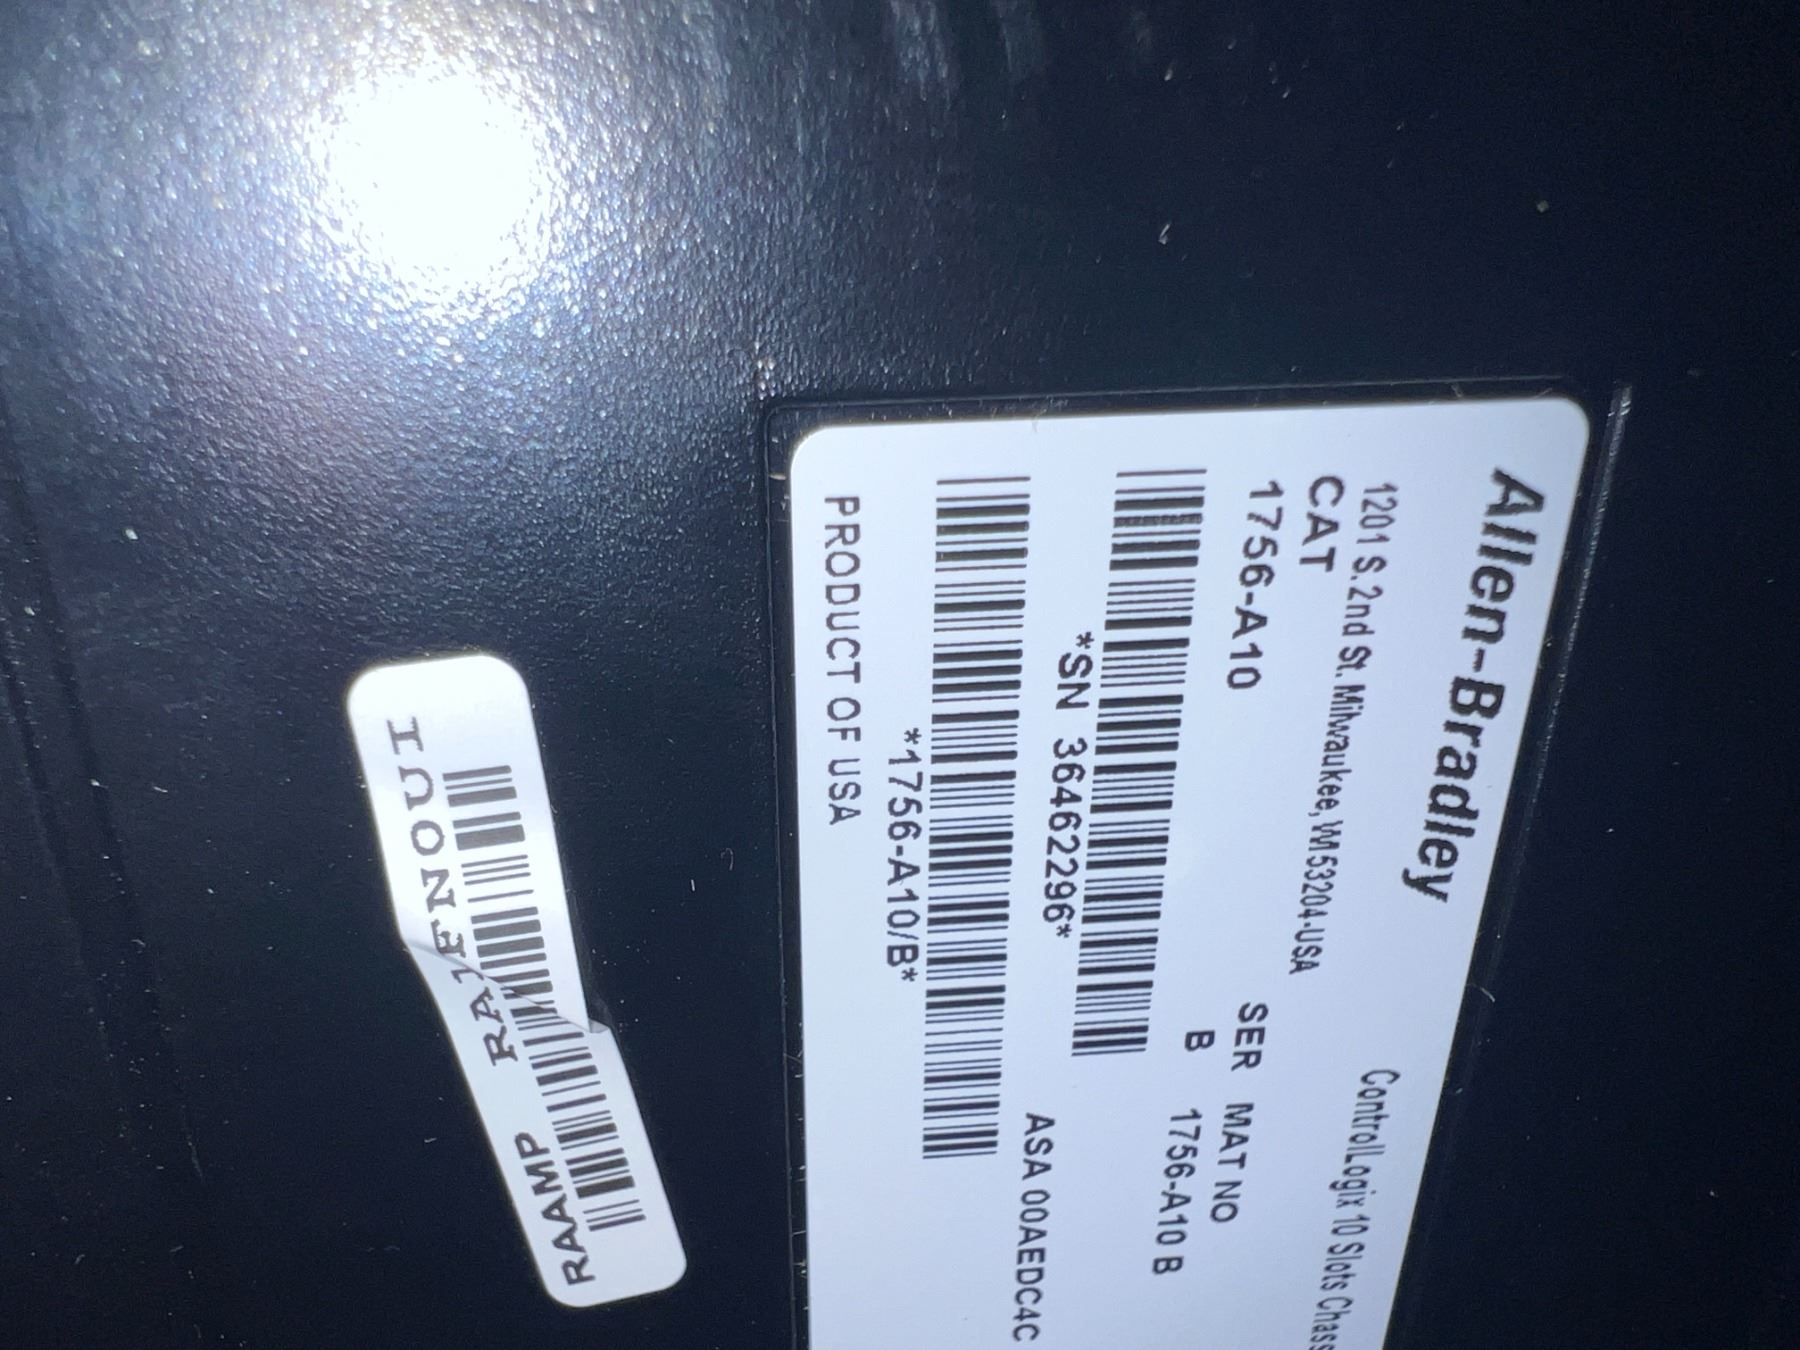 Allen-Bradley
1201 S. 2nd St. Milwaukee, WI 53204-USA
ControlLogix 10 Slots Chass
CAT
SER MAT NO
1756-A10
B 1756-A10 B
*SN 36462296*
ASA 00AEDC4C
*1756-A10/B*
PRODUCT OF USA
RAAMP